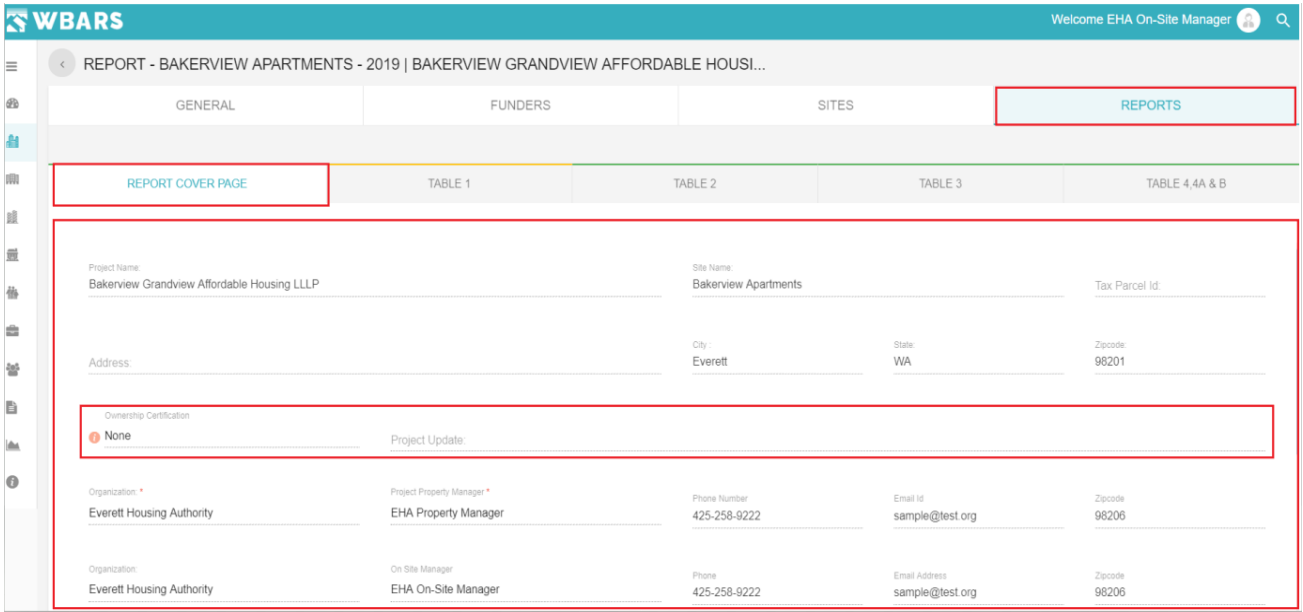 WBARS
Welcome EHA On-Site Manager
REPORT - BAKERVIEW APARTMENTS - 2019 | BAKERVIEW GRANDVIEW AFFORDABLE HOUSI...
GENERAL FUNDERS SITES REPORTS
REPORT COVER PAGE TABLE 1 TABLE 2 TABLE 3 TABLE 4,4A & B
Project Name: Site Name:
Bakerview Grandview Affordable Housing LLLP Bakerview Apartments Tax Parcel Id:
City : State: Zipcode:
Address: Everett WA 98201
Ownership Certification
None Project Update:
Organization: * Project Property Manager * Phone Number Email Id Zipcode
Everett Housing Authority EHA Property Manager 425-258-9222 sample@test.org 98206
Organization: On Site Manager Phone Email Address Zipcode
Everett Housing Authority EHA On-Site Manager 425-258-9222 sample@test.org 98206